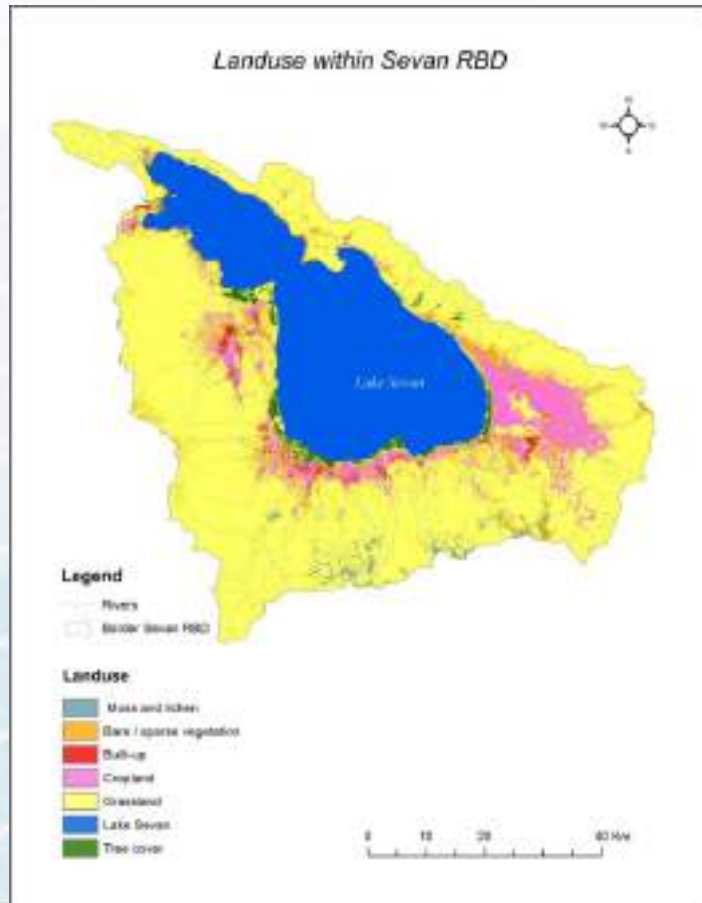 Landuse within Sevan RBD
Lake Sevan
Legend
Rivers
Border Sevan RBD
Landuse
Moss and lichen
Bare / sparse vegetation
Built-up
Cropland
Grassland
Lake Sevan
Tree cover
0 10 20 40 Km